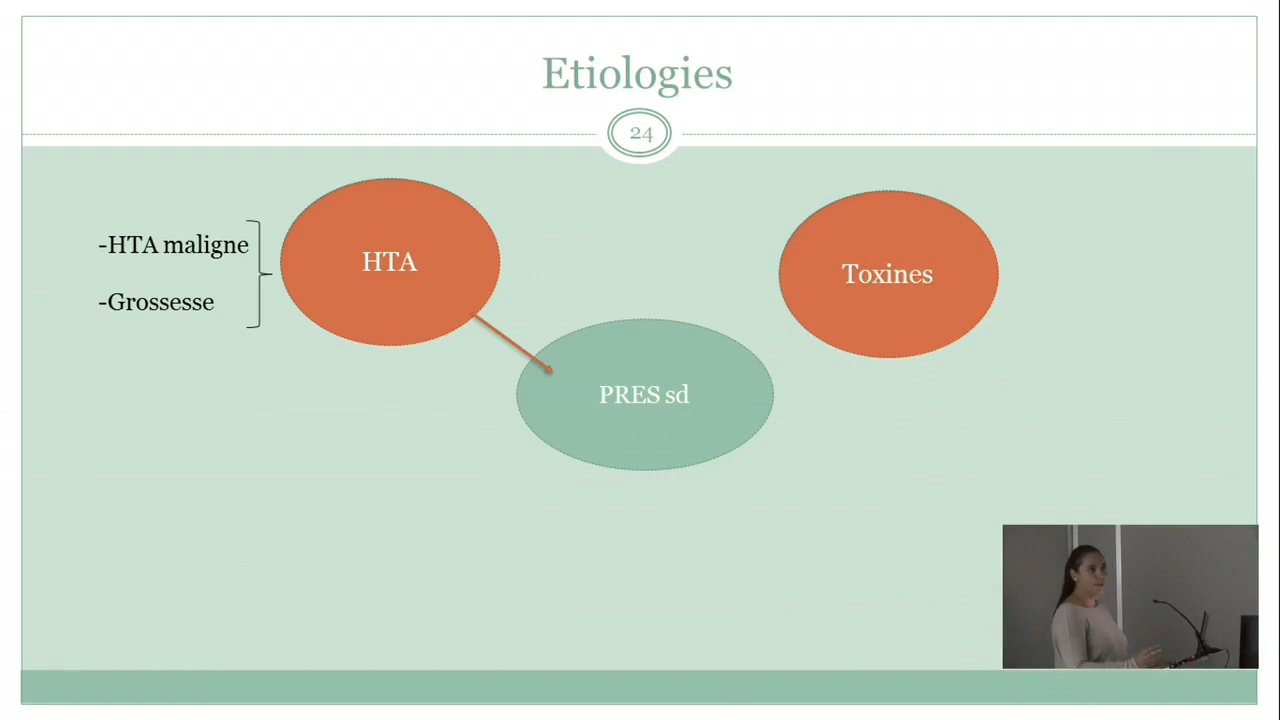 Etiologies
24
-HTA maligne
-Grossesse
HTA
Toxines
PRES sd